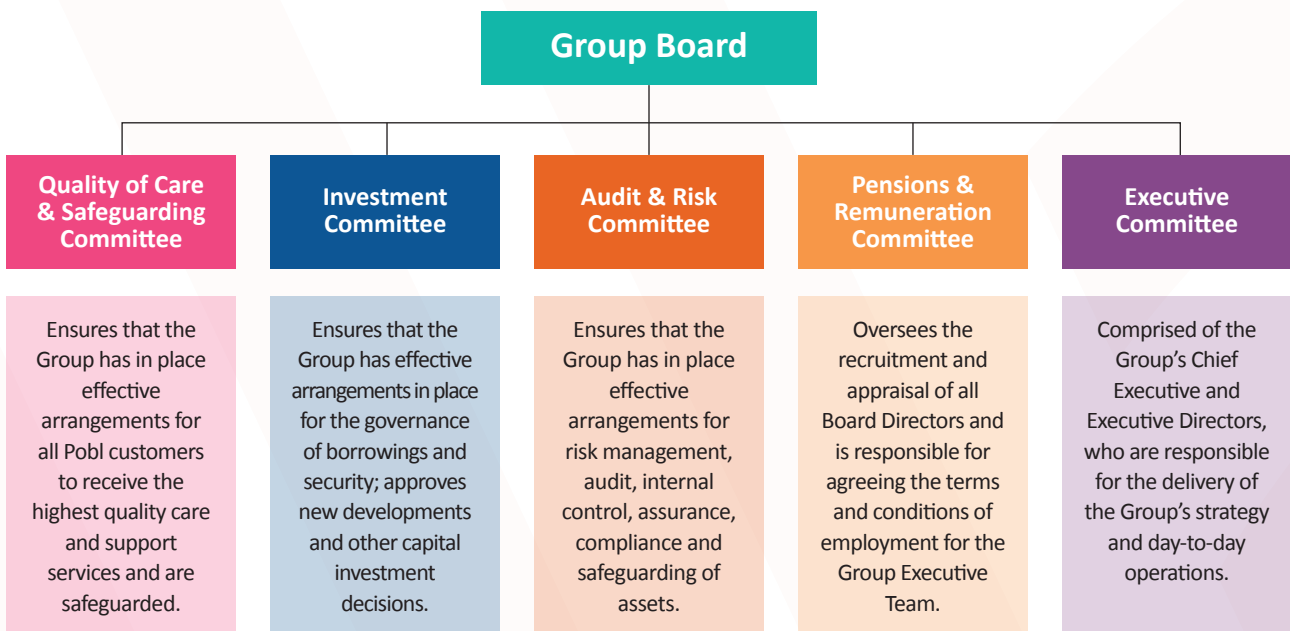 Group Board
Quality of Care
& Safeguarding
Committee
Investment
Committee
Audit & Risk
Committee
Pensions &
Remuneration
Committee
Executive
Committee
Ensures that the
Group has in place
effective
arrangements for
all Pobl customers
to receive the
highest quality care
and support
services and are
safeguarded.
Ensures that the
Group has effective
arrangements in place
for the governance
of borrowings and
security; approves
new developments
and other capital
investment
decisions.
Ensures that the
Group has in place
effective
arrangements for
risk management,
audit, internal
control, assurance,
compliance and
safeguarding of
assets.
Oversees the
recruitment and
appraisal of all
Board Directors and
is responsible for
agreeing the terms
and conditions of
employment for the
Group Executive
Team.
Comprised of the
Group’s Chief
Executive and
Executive Directors,
who are responsible
for the delivery of
the Group’s strategy
and day-to-day
operations.